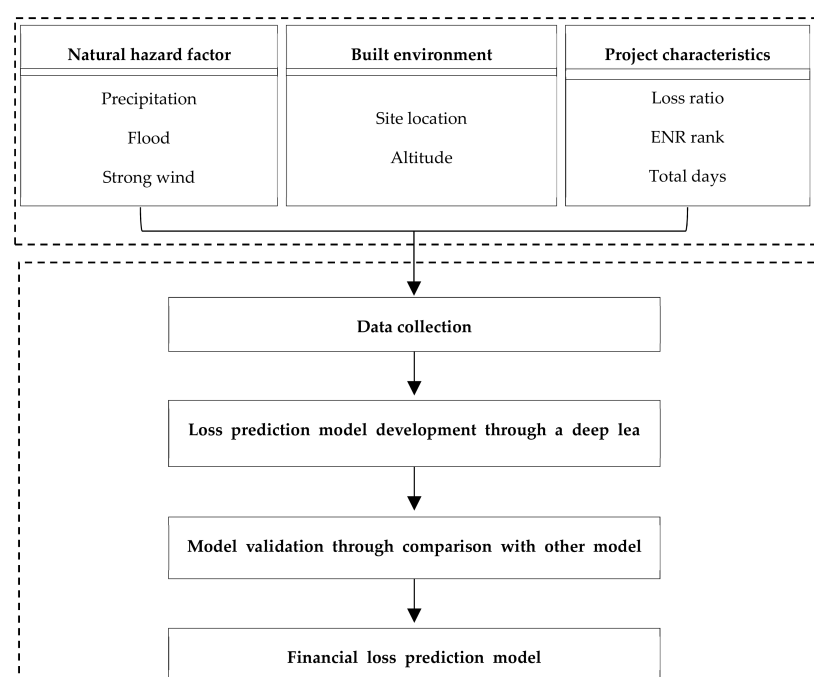 Natural hazard factor
Precipitation
Flood
Strong wind
Built environment
Site location
Altitude
Project characteristics
Loss ratio
ENR rank
Total days
Data collection
Loss prediction model development through a deep lea
Model validation through comparison with other model
Financial loss prediction model